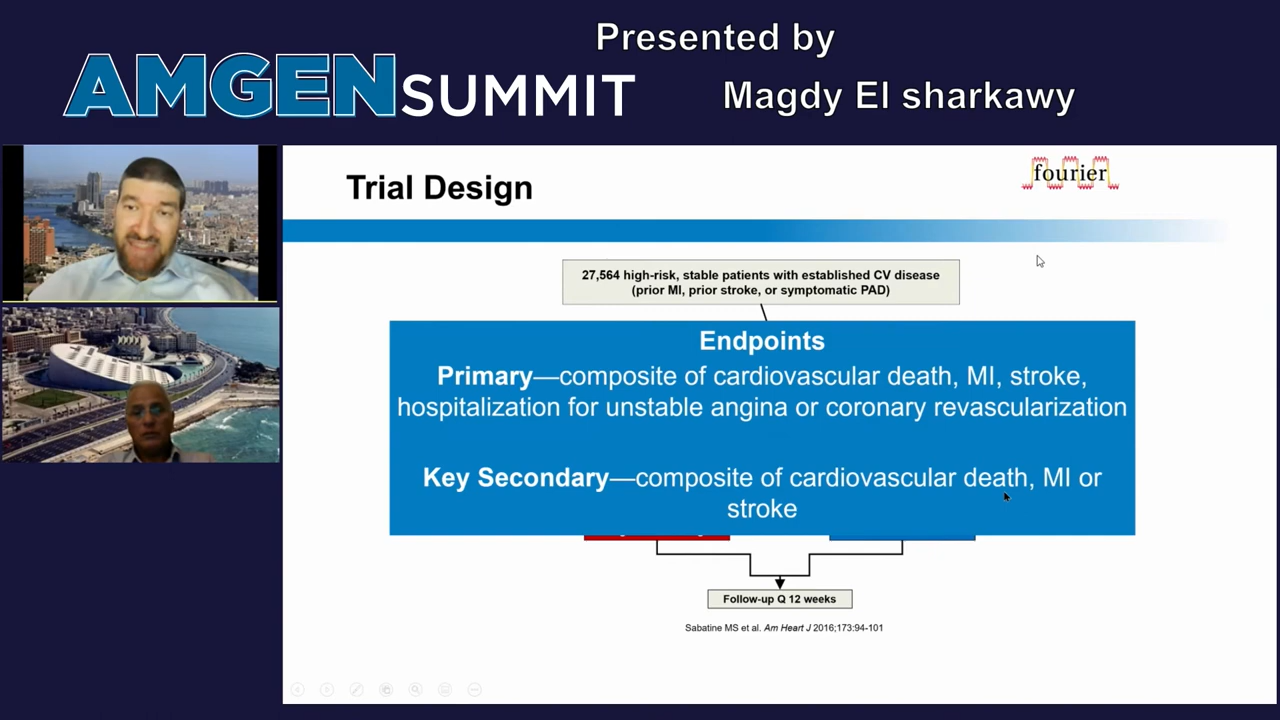 Presented by
AMGEN SUMMIT
Magdy El sharkawy
Trial Design
fourier
27,564 high-risk, stable patients with established CV disease
(prior MI, prior stroke, or symptomatic PAD)
Endpoints
Primary—composite of cardiovascular death, MI, stroke,
hospitalization for unstable angina or coronary revascularization
Key Secondary—composite of cardiovascular death, MI or
stroke
Follow-up Q 12 weeks
Sabatine MS et al. Am Heart J 2016;173:94-101